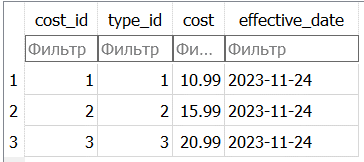 cost_id type_id cost effective_date
Фильтр Фильтр Фи... Фильтр
1 1 1 10.99 2023-11-24
2 2 2 15.99 2023-11-24
3 3 3 20.99 2023-11-24